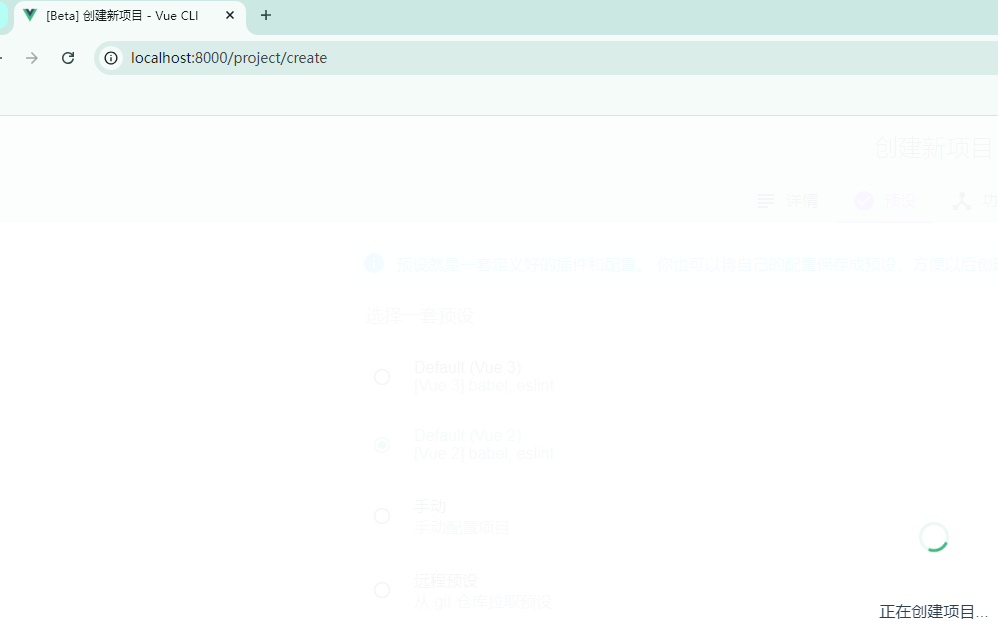 [Beta] 创建新项目 - Vue CLI
localhost:8000/project/create
创建新项目
详情 预设 功
预设就是一套定义好的插件和配置。 你也可以将自己的配置保存成预设，方便以后创建
选择一套预设
Default (Vue 3)
[Vue 3] babel, eslint
Default (Vue 2)
[Vue 2] babel, eslint
手动
手动配置项目
远程预设
从 git 仓库拉取预设
正在创建项目...